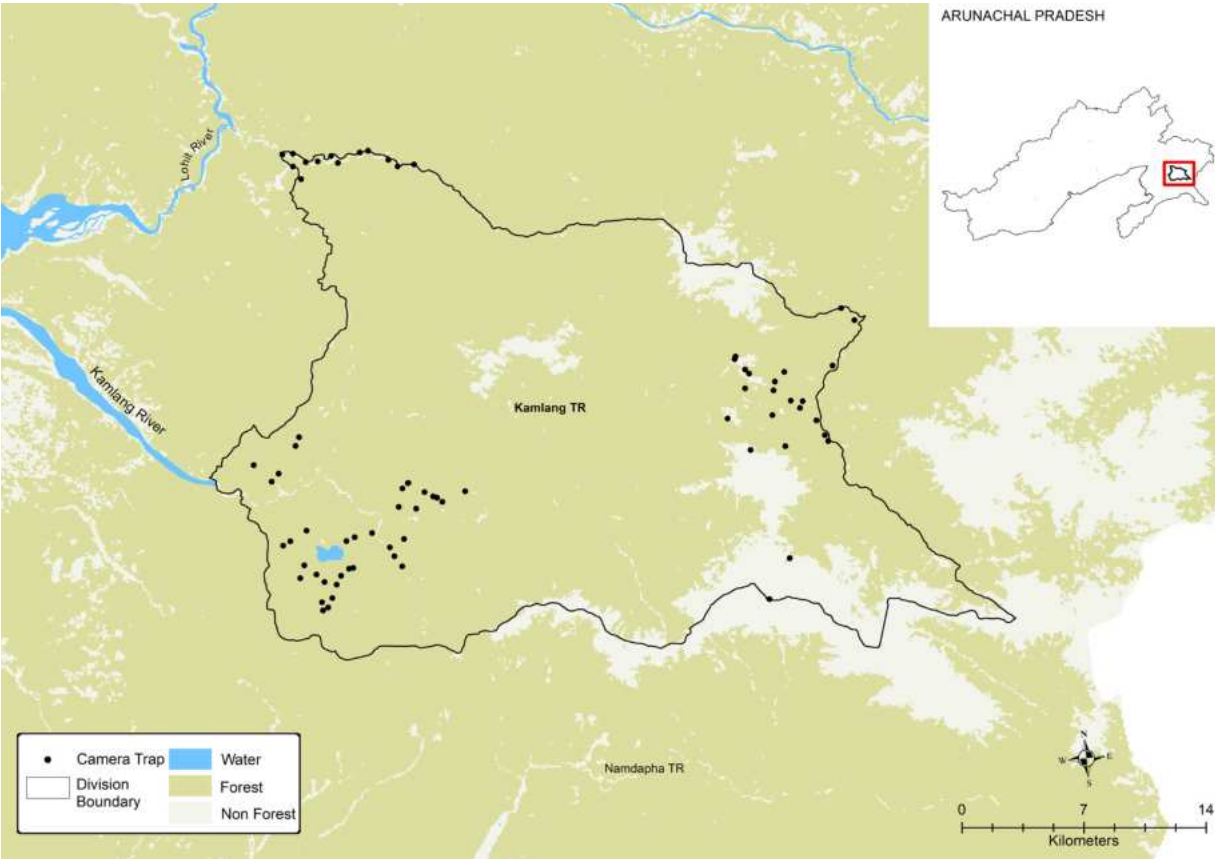 ARUNACHAL PRADESH
Lohit River
Kamlang River
Kamlang TR
Namdapha TR
Camera Trap
Division
Boundary
Water
Forest
Non Forest
N
W
E
S
0 7 14
Kilometers